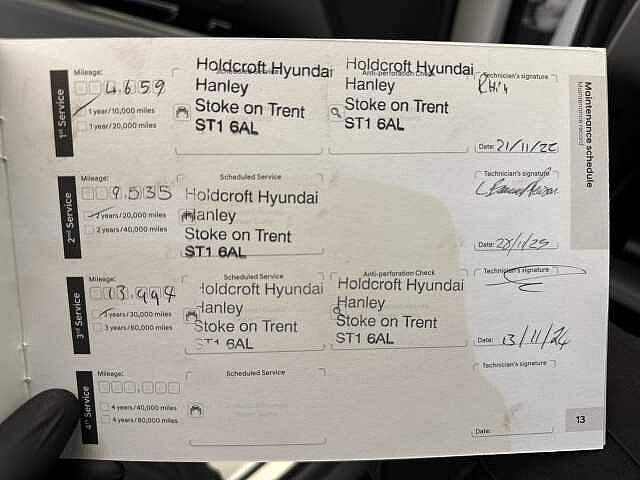 Maintenance schedule
Maintenance record
1st Service
Mileage:
4,659
1 year/10,000 miles
1 year/20,000 miles
Holdcroft Hyundai
Hanley
Stoke on Trent
ST1 6AL
Anti-perforation Check
Holdcroft Hyundai
Hanley
Stoke on Trent
ST1 6AL
Technician's signature
Date: 21/11/22
2nd Service
Mileage:
9,535
2 years/20,000 miles
2 years/40,000 miles
Scheduled Service
Holdcroft Hyundai
Hanley
Stoke on Trent
ST1 6AL
Technician's signature
Date:
3rd Service
Mileage:
13,994
3 years/30,000 miles
3 years/60,000 miles
Scheduled Service
Holdcroft Hyundai
Hanley
Stoke on Trent
ST1 6AL
Anti-perforation Check
Holdcroft Hyundai
Hanley
Stoke on Trent
ST1 6AL
Technician's signature
Date: 13/11/24
4th Service
Mileage:
4 years/40,000 miles
4 years/80,000 miles
Scheduled Service
Technician's signature
Date:
13